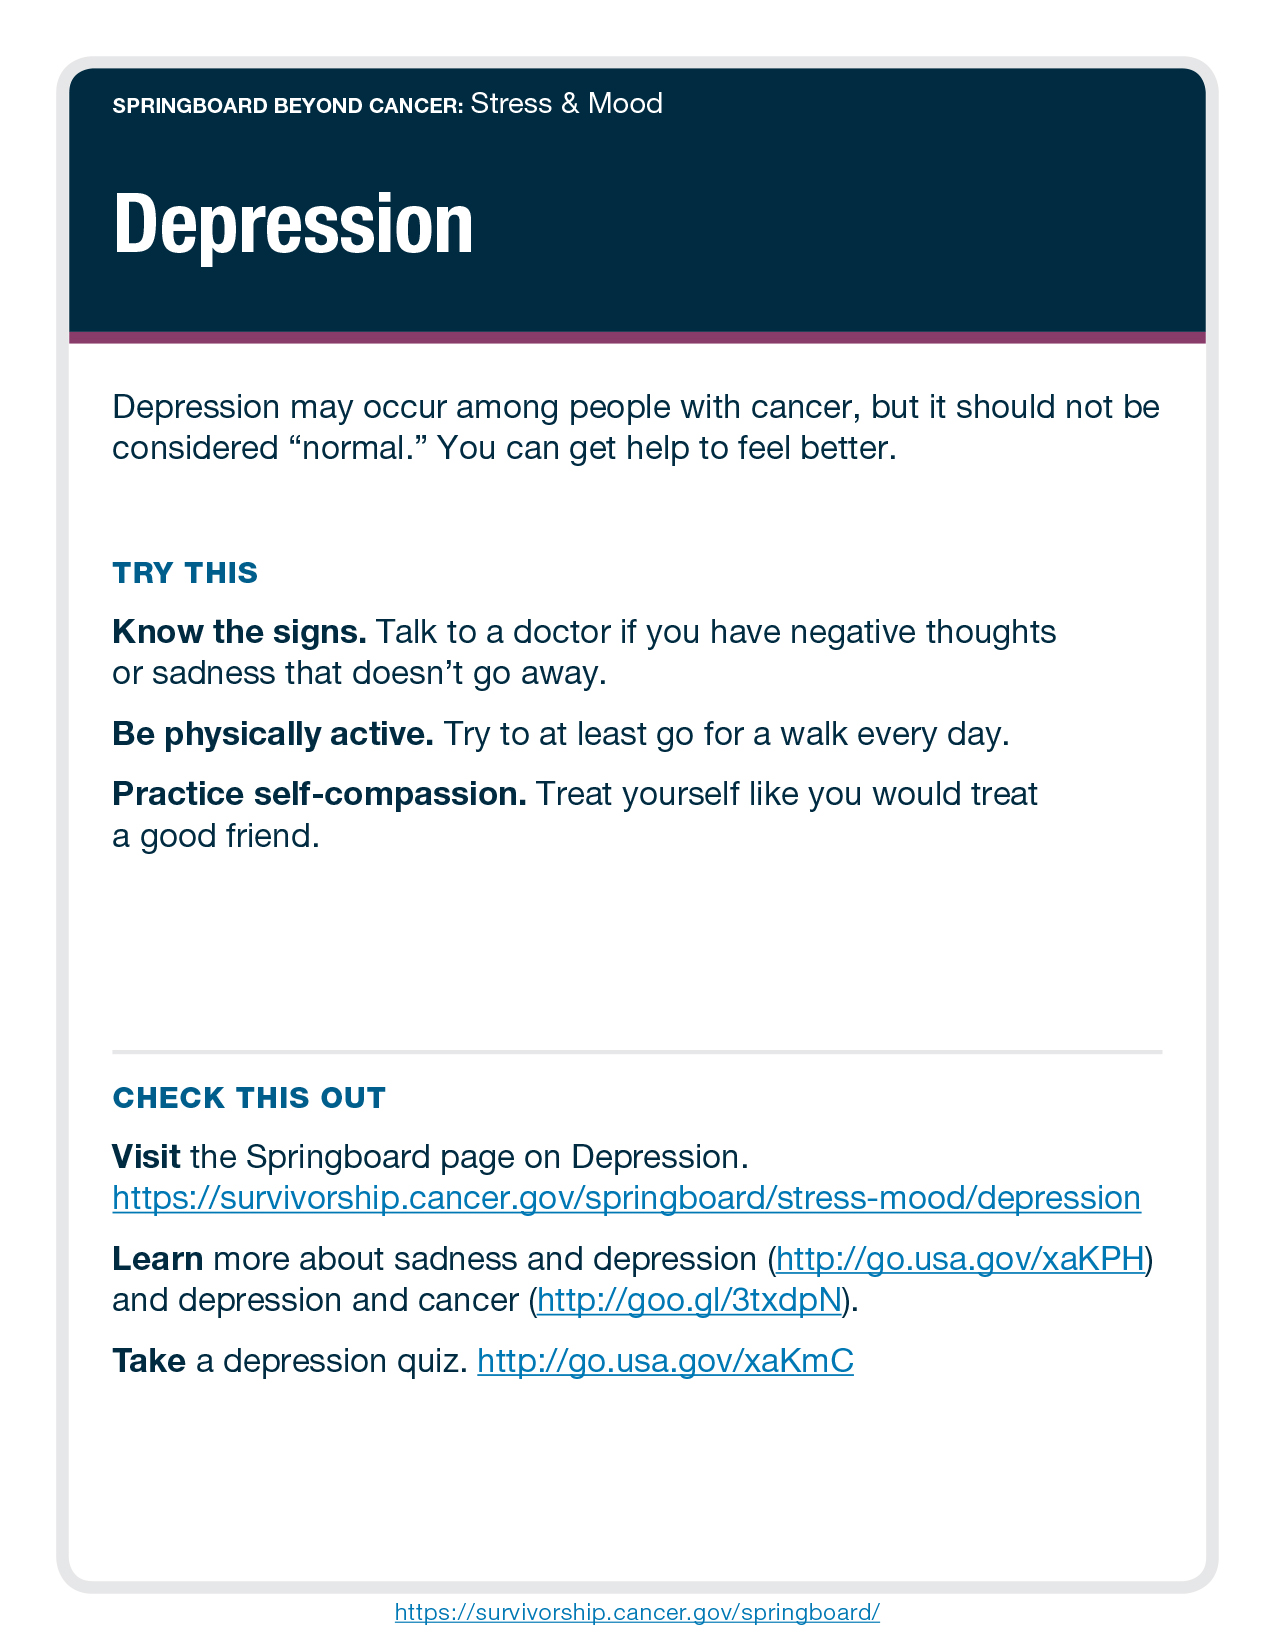 SPRINGBOARD BEYOND CANCER: Stress & Mood
Depression
Depression may occur among people with cancer, but it should not be
considered “normal.” You can get help to feel better.
TRY THIS
Know the signs. Talk to a doctor if you have negative thoughts
or sadness that doesn’t go away.
Be physically active. Try to at least go for a walk every day.
Practice self-compassion. Treat yourself like you would treat
a good friend.
CHECK THIS OUT
Visit the Springboard page on Depression.
https://survivorship.cancer.gov/springboard/stress-mood/depression
Learn more about sadness and depression (http://go.usa.gov/xaKPH)
and depression and cancer (http://goo.gl/3txdpN).
Take a depression quiz. http://go.usa.gov/xaKmC
https://survivorship.cancer.gov/springboard/